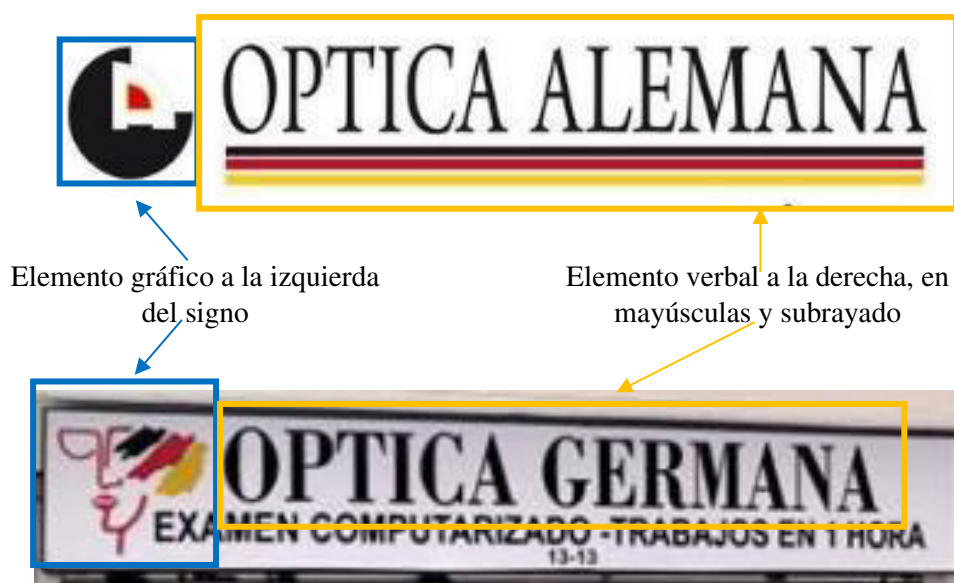 OPTICA ALEMANA
Elemento gráfico a la izquierda
del signo
Elemento verbal a la derecha, en
mayúsculas y subrayado
OPTICA GERMANA
EXAMEN COMPUTARIZADO -TRABAJOS EN 1 HORA
13-13